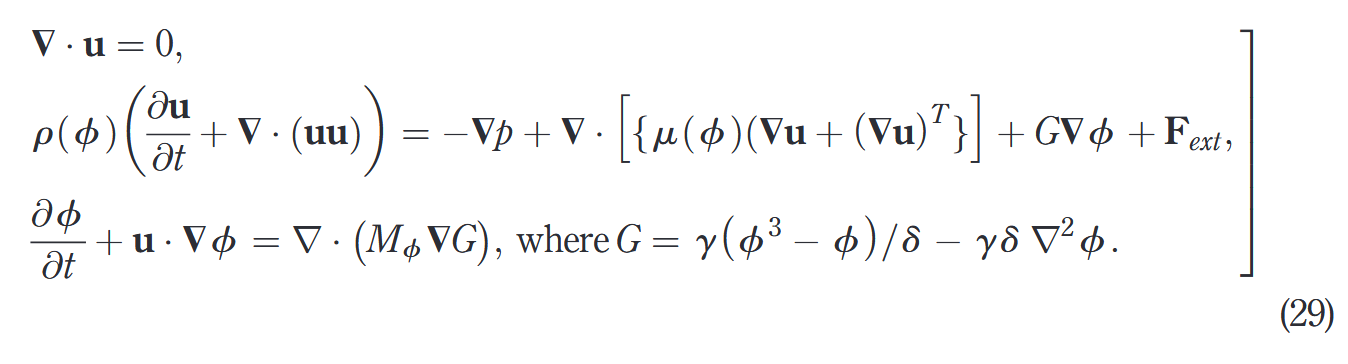 ∇ · u = 0,
ρ(ϕ)(∂u/∂t + ∇ · (uu)) = −∇p + ∇ · [{μ(ϕ)(∇u + (∇u)^T}] + G∇ϕ + F_ext,
∂ϕ/∂t + u · ∇ϕ = ∇ · (M_ϕ∇G), where G = γ(ϕ^3 − ϕ)/δ − γδ ∇^2ϕ.
(29)